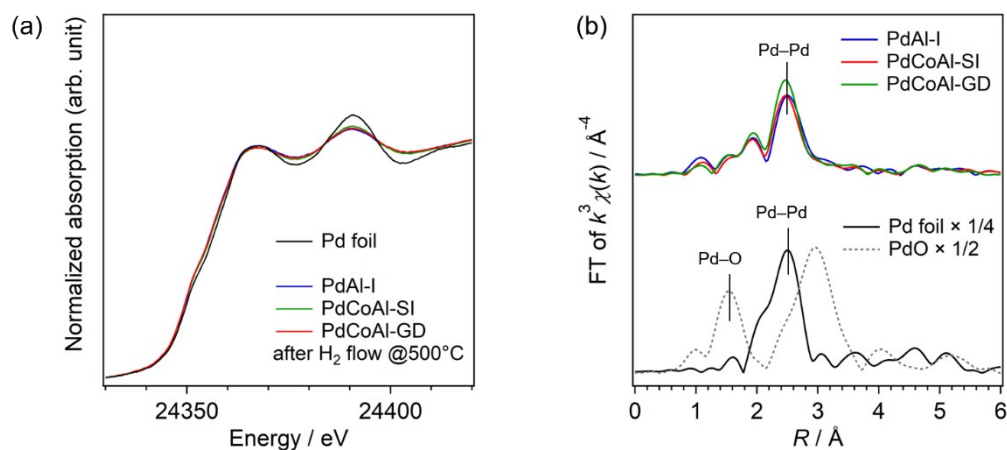 (a)
Normalized absorption (arb. unit)
Pd foil
PdAl-I
PdCoAl-SI
PdCoAl-GD
after H₂ flow @500°C
24350
24400
Energy / eV
(b)
FT of k³ χ(k) / Å⁻⁴
Pd–Pd
PdAl-I
PdCoAl-SI
PdCoAl-GD
Pd–Pd
Pd–O
Pd foil × 1/4
PdO × 1/2
0
1
2
3
4
5
6
R / Å